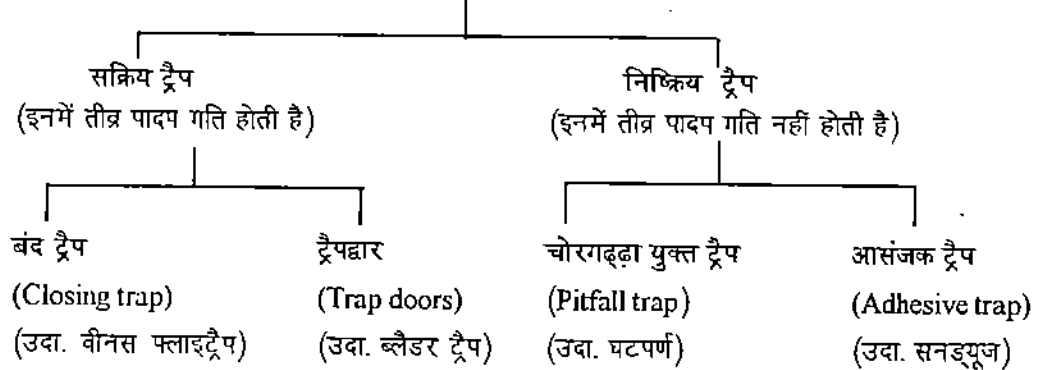 सक्रिय ट्रैप
(इनमें तीव्र पादप गति होती है)
निष्क्रिय ट्रैप
(इनमें तीव्र पादप गति नहीं होती है)
बंद ट्रैप
(Closing trap)
(उदा. वीनस फ्लाइट्रैप)
ट्रैपद्वार
(Trap doors)
(उदा. ब्लैडर ट्रैप)
चोरगढ्ढ़ा युक्त ट्रैप
(Pitfall trap)
(उदा. घटपर्ण)
आसंजक ट्रैप
(Adhesive trap)
(उदा. सनड्यूज)